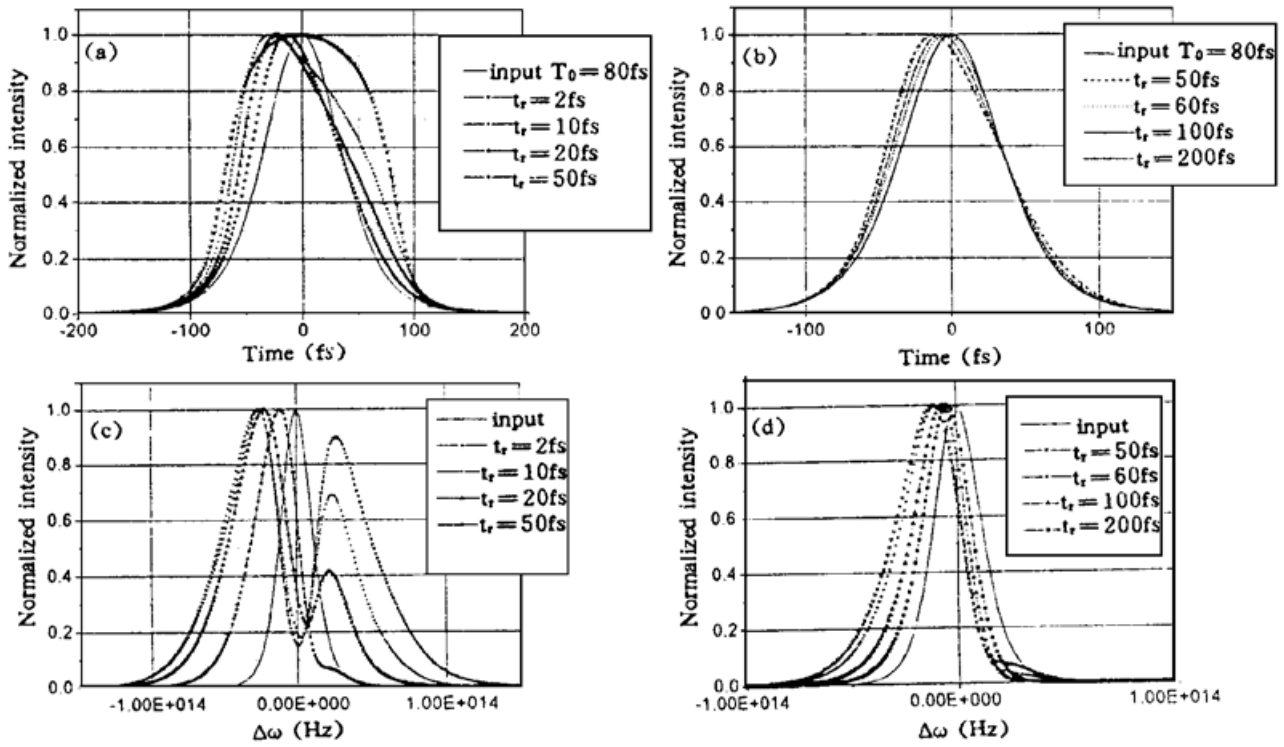 (a)
1.0
0.8
0.6
0.4
0.2
0.0
-200
-100
0
100
200
Normalized intensity
Time (fs)
input T₀=80fs
tᵣ=2fs
tᵣ=10fs
tᵣ=20fs
tᵣ=50fs
(b)
1.0
0.8
0.6
0.4
0.2
0.0
-100
0
100
Normalized intensity
Time (fs)
input T₀=80fs
tᵣ=50fs
tᵣ=60fs
tᵣ=100fs
tᵣ=200fs
(c)
1.0
0.8
0.6
0.4
0.2
0.0
-1.00E+014
0.00E+000
1.00E+014
Normalized intensity
Δω (Hz)
input
tᵣ=2fs
tᵣ=10fs
tᵣ=20fs
tᵣ=50fs
(d)
1.0
0.8
0.6
0.4
0.2
0.0
-1.00E+014
0.00E+000
1.00E+014
Normalized intensity
Δω (Hz)
input
tᵣ=50fs
tᵣ=60fs
tᵣ=100fs
tᵣ=200fs